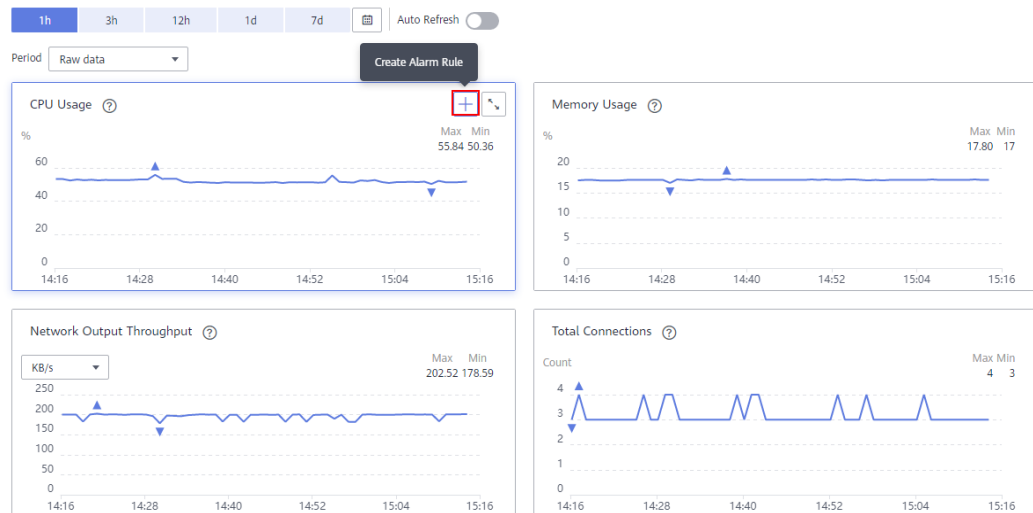 1h 3h 12h 1d 7d Auto Refresh
Period Raw data
Create Alarm Rule
CPU Usage ?
%
Max Min
55.84 50.36
60
40
20
0
14:16 14:28 14:40 14:52 15:04 15:16
Memory Usage ?
%
Max Min
17.80 17
20
15
10
5
0
14:16 14:28 14:40 14:52 15:04 15:16
Network Output Throughput ?
KB/s
Max Min
202.52 178.59
250
200
150
100
50
0
14:16 14:28 14:40 14:52 15:04 15:16
Total Connections ?
Count
Max Min
4 3
4
3
2
1
0
14:16 14:28 14:40 14:52 15:04 15:16